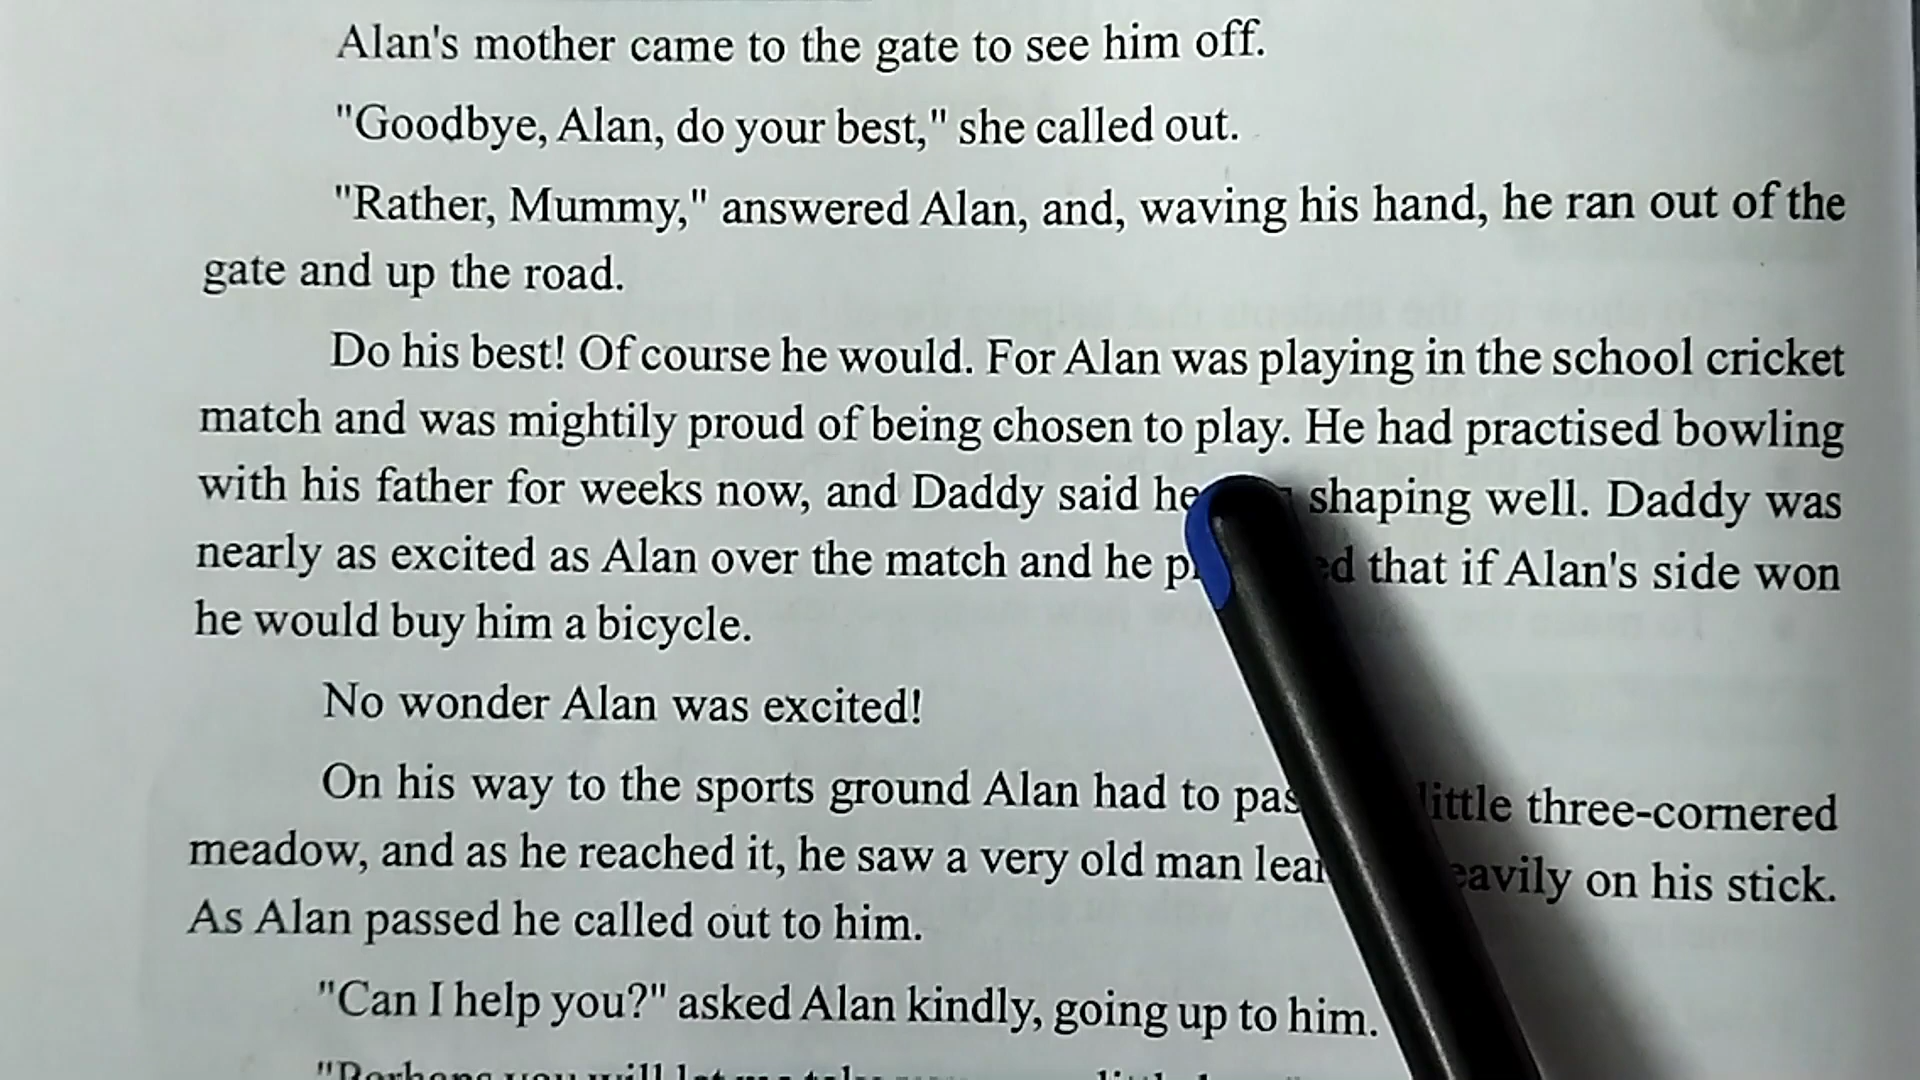 Alan's mother came to the gate to see him off.
"Goodbye, Alan, do your best," she called out.
"Rather, Mummy," answered Alan, and, waving his hand, he ran out of the
gate and up the road.
Do his best! Of course he would. For Alan was playing in the school cricket
match and was mightily proud of being chosen to play. He had practised bowling
with his father for weeks now, and Daddy said he shaping well. Daddy was
nearly as excited as Alan over the match and he that if Alan's side won
he would buy him a bicycle.
No wonder Alan was excited!
On his way to the sports ground Alan had to little three-cornered
meadow, and as he reached it, he saw a very old man on his stick.
As Alan passed he called out to him.
"Can I help you?" asked Alan kindly, going up to him.